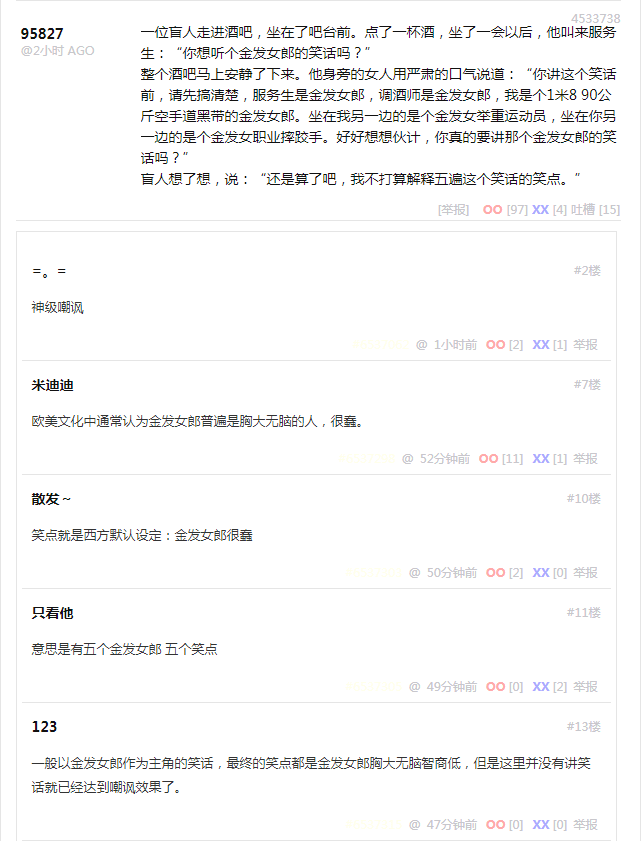 4533738
95827
@2小时 AGO
一位盲人走进酒吧，坐在了吧台前。点了一杯酒，坐了一会以后，他叫来服务
生：“你想听个金发女郎的笑话吗？”
整个酒吧马上安静了下来。他身旁的女人用严肃的口气说道：“你讲这个笑话
前，请先搞清楚，服务生是金发女郎，调酒师是金发女郎，我是个1米8 90公
斤空手道黑带的金发女郎。坐在我另一边的是个金发女举重运动员，坐在你另
一边的是个金发女职业摔跤手。好好想想伙计，你真的要讲那个金发女郎的笑
话吗？”
盲人想了想，说：“还是算了吧，我不打算解释五遍这个笑话的笑点。”
[举报] OO [97] XX [4] 吐槽 [15]
=。= #2楼
神级嘲讽
@ 1小时前 OO [2] XX [1] 举报
米迪迪 #7楼
欧美文化中通常认为金发女郎普遍是胸大无脑的人，很蠢。
@ 52分钟前 OO [11] XX [1] 举报
散发～ #10楼
笑点就是西方默认设定：金发女郎很蠢
@ 50分钟前 OO [2] XX [0] 举报
只看他 #11楼
意思是有五个金发女郎 五个笑点
@ 49分钟前 OO [0] XX [2] 举报
123 #13楼
一般以金发女郎作为主角的笑话，最终的笑点都是金发女郎胸大无脑智商低，但是这里并没有讲笑
话就已经达到嘲讽效果了。
@ 47分钟前 OO [0] XX [0] 举报